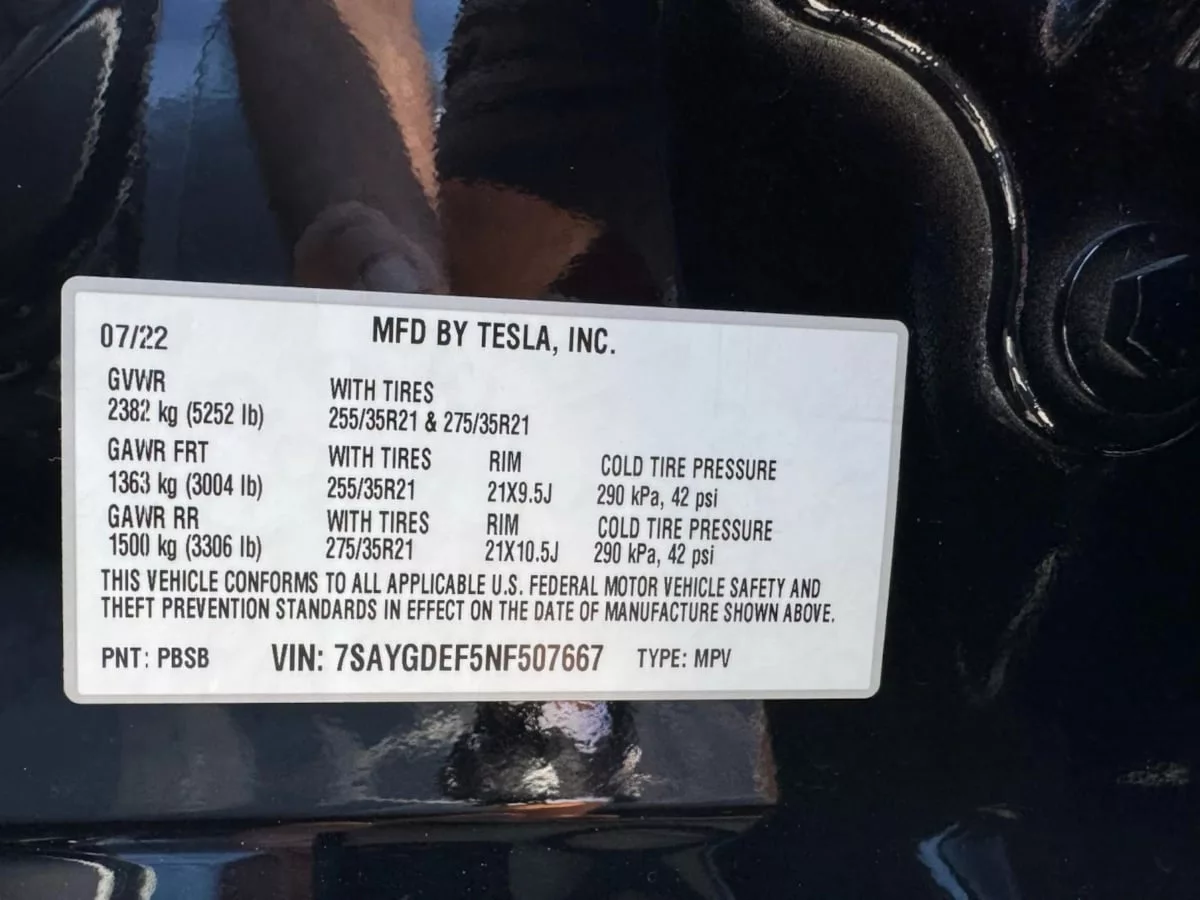 07/22 MFD BY TESLA, INC.
GVWR WITH TIRES
2382 kg (5252 lb) 255/35R21 & 275/35R21
GAWR FRT WITH TIRES RIM COLD TIRE PRESSURE
1363 kg (3004 lb) 255/35R21 21X9.5J 290 kPa, 42 psi
GAWR RR WITH TIRES RIM COLD TIRE PRESSURE
1500 kg (3306 lb) 275/35R21 21X10.5J 290 kPa, 42 psi
THIS VEHICLE CONFORMS TO ALL APPLICABLE U.S. FEDERAL MOTOR VEHICLE SAFETY AND
THEFT PREVENTION STANDARDS IN EFFECT ON THE DATE OF MANUFACTURE SHOWN ABOVE.
PNT: PBSB VIN: 7SAYGDEF5NF507667 TYPE: MPV